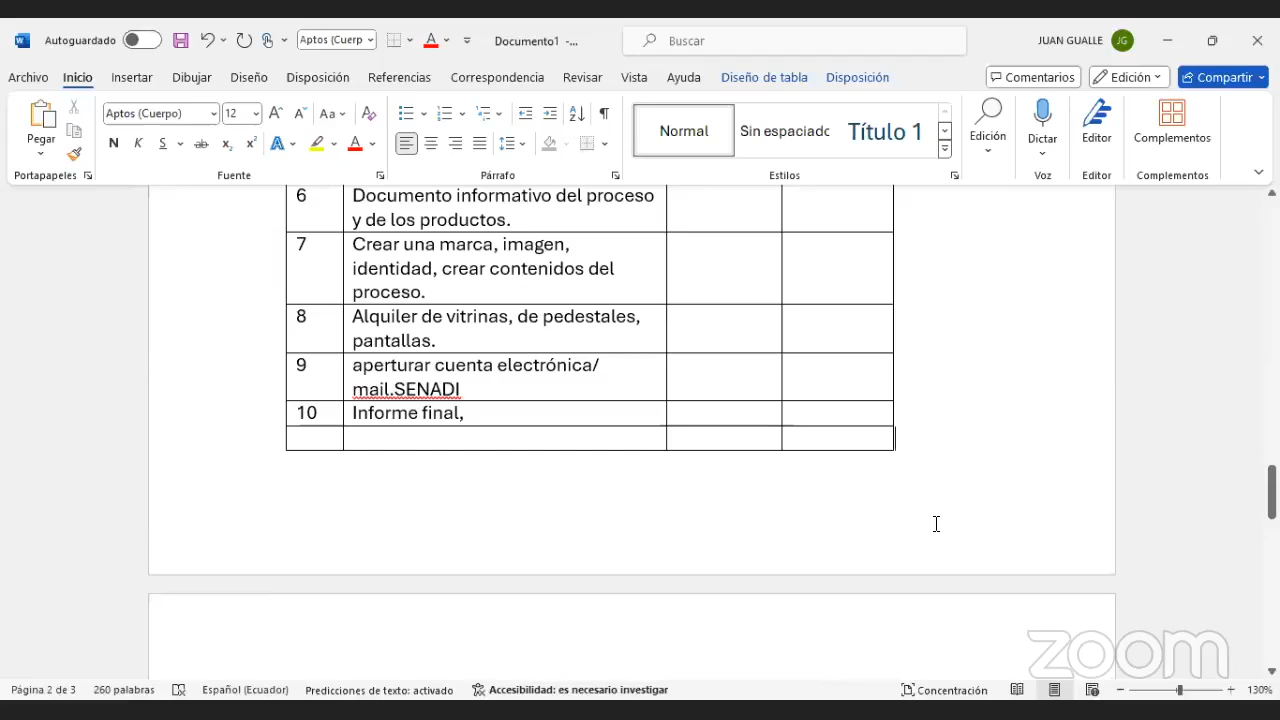 Autoguardado
Aptos (Cuerp
Documento1 -...
Buscar
JUAN GUALLE
JG
Archivo
Inicio
Insertar
Dibujar
Diseño
Disposición
Referencias
Correspondencia
Revisar
Vista
Ayuda
Diseño de tabla
Disposición
Comentarios
Edición
Compartir
Pegar
Portapapeles
Aptos (Cuerpo)
12
Aa
N K S ab x₂ x² A A
Fuente
Párrafo
Normal
Sin espaciado
Título 1
Estilos
Edición
Dictar
Voz
Editor
Editor
Complementos
Complementos
6 Documento informativo del proceso
y de los productos.
7 Crear una marca, imagen,
identidad, crear contenidos del
proceso.
8 Alquiler de vitrinas, de pedestales,
pantallas.
9 aperturar cuenta electrónica/
mail.SENADI
10 Informe final,
zoom
Página 2 de 3
260 palabras
Español (Ecuador)
Predicciones de texto: activado
Accesibilidad: es necesario investigar
Concentración
130%